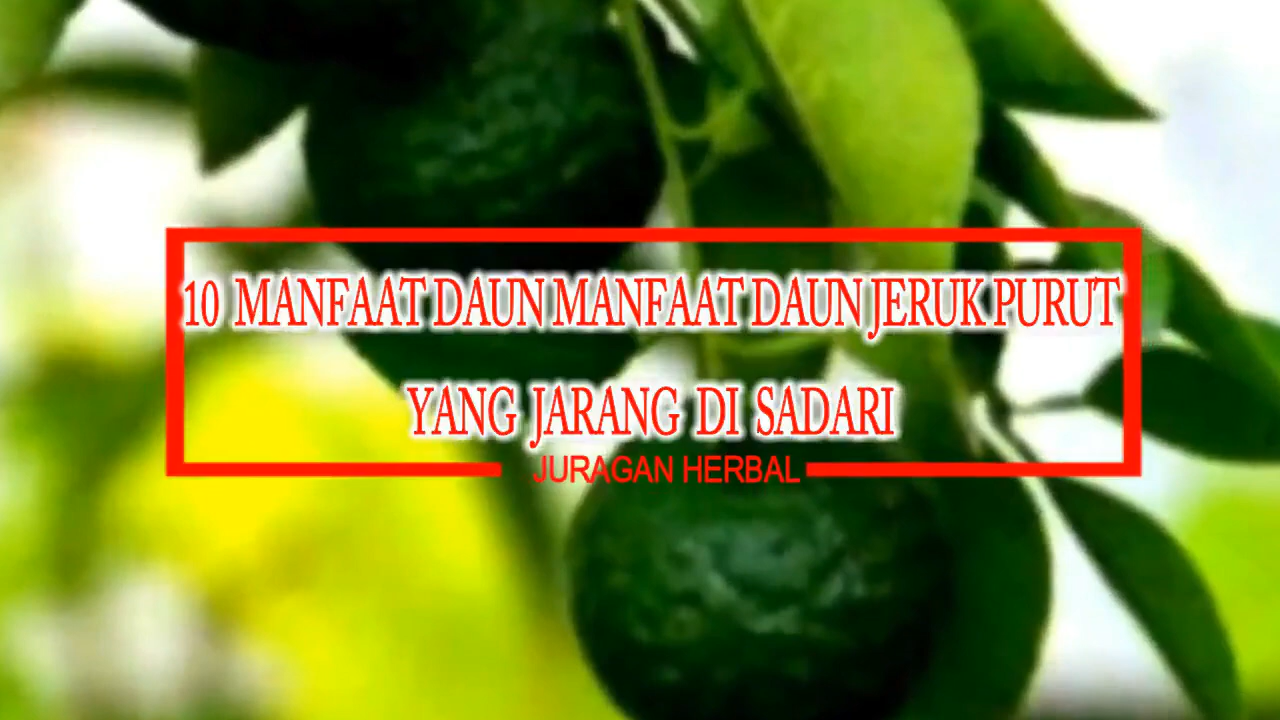 10 MANFAAT DAUN MANFAAT DAUN JERUK PURUT
YANG JARANG DI SADARI
JURAGAN HERBAL